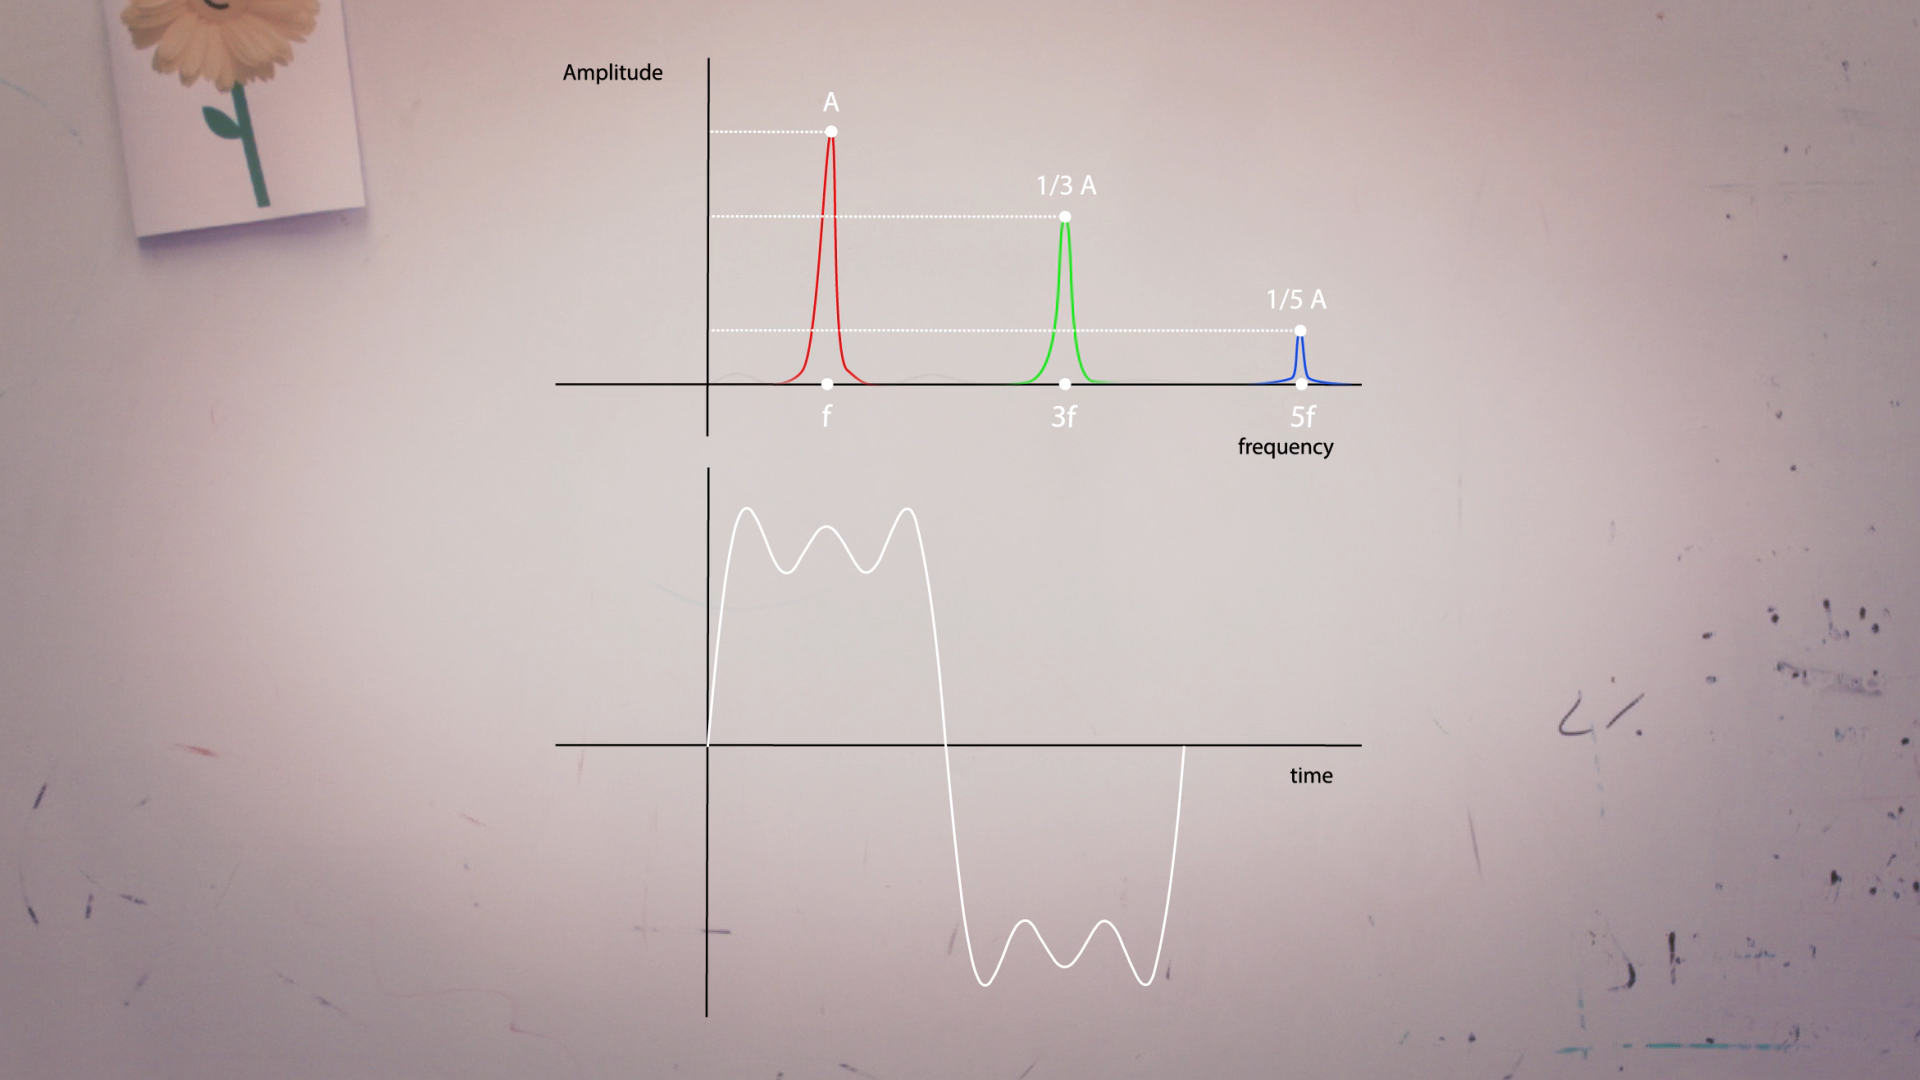 Amplitude
A
1/3 A
1/5 A
f
3f
5f
frequency
time